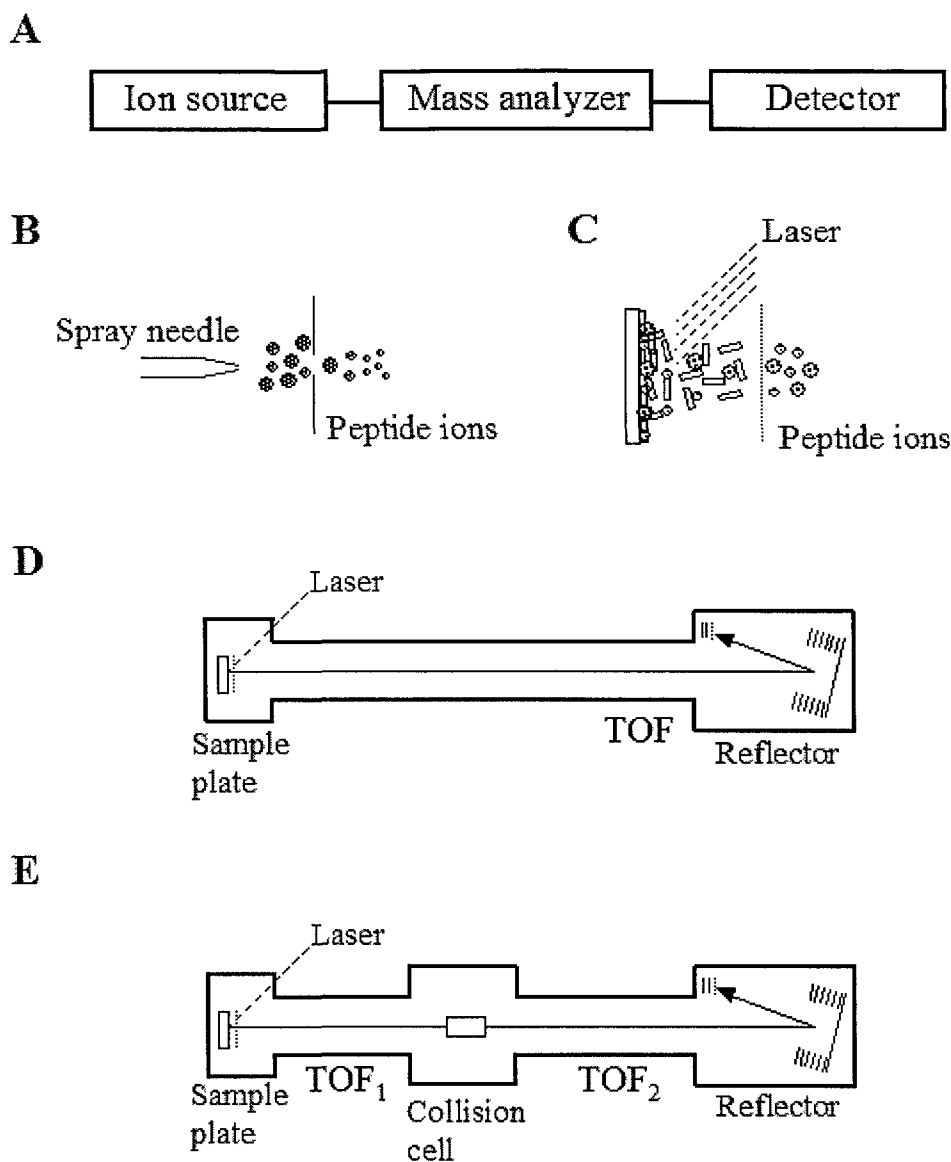 A
Ion source
Mass analyzer
Detector
B
C
Laser
Spray needle
Peptide ions
Peptide ions
D
Laser
TOF
Sample
plate
Reflector
E
Laser
TOF₁
TOF₂
Sample
plate
Collision
cell
Reflector